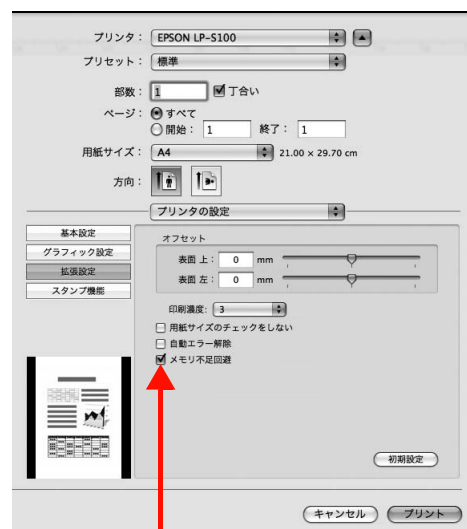 プリンタ： EPSON LP-S100
プリセット： 標準
部数： 1 丁合い
ページ： すべて
開始： 1 終了： 1
用紙サイズ： A4 21.00 × 29.70 cm
方向：
プリンタの設定
基本設定
グラフィック設定
拡張設定
スタンプ機能
オフセット
表面 上： 0 mm
表面 左： 0 mm
印刷濃度： 3
用紙サイズのチェックをしない
自動エラー解除
メモリ不足回避
初期設定
キャンセル プリント